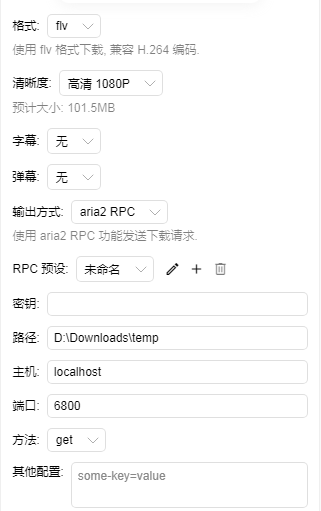 格式: flv
使用 flv 格式下载, 兼容 H.264 编码.
清晰度: 高清 1080P
预计大小: 101.5MB
字幕: 无
弹幕: 无
输出方式: aria2 RPC
使用 aria2 RPC 功能发送下载请求.
RPC 预设: 未命名
密钥:
路径: D:\Downloads\temp
主机: localhost
端口: 6800
方法: get
其他配置: some-key=value